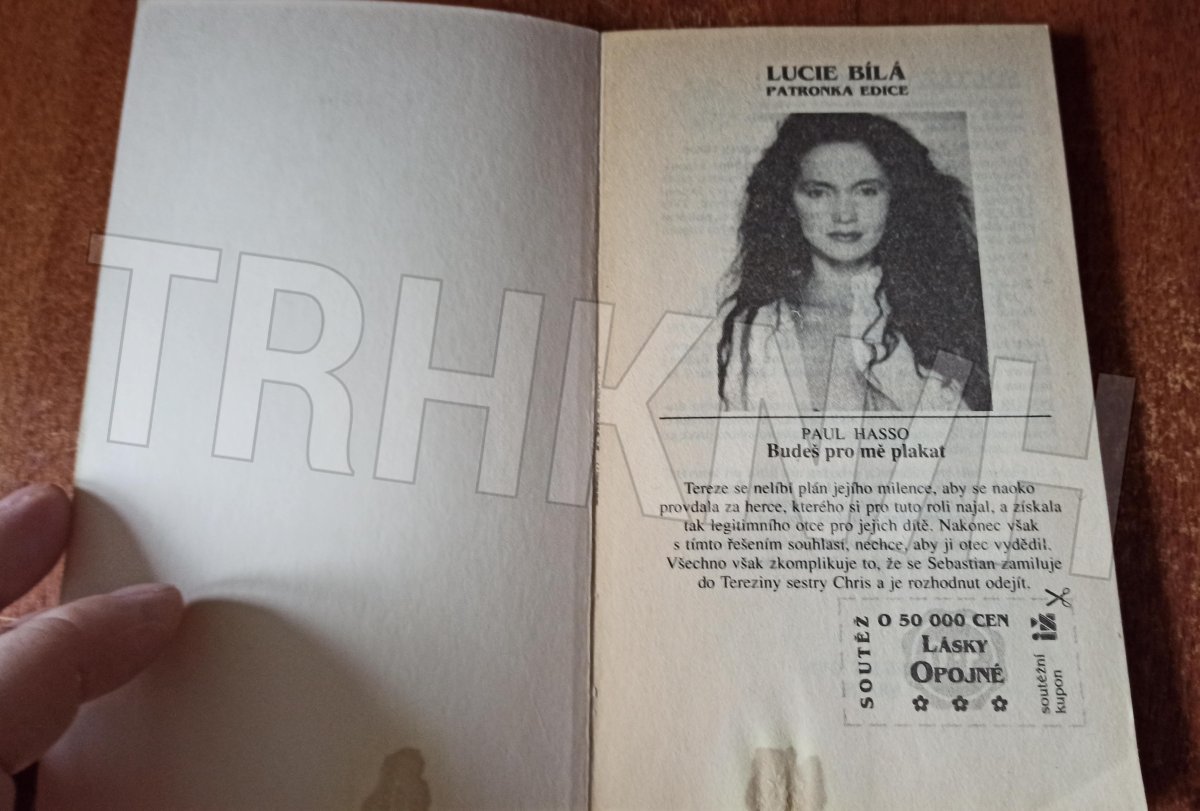 LUCIE BÍLÁ
PATRONKA EDICE
PAUL HASSO
Budeš pro mě plakat
Tereze se nelíbí plán jejího milence, aby se naoko
provdala za herce, kterého si pro tuto roli najal, a získala
tak legitimního otce pro jejich dítě. Nakonec však
s tímto řešením souhlasí, nechce, aby ji otec vydědil.
Všechno však zkomplikuje to, že se Sebastian zamiluje
do Tereziny sestry Chris a je rozhodnut odejít.
SOUTĚŽ
O 50 000 CEN
LÁSKY
OPOJNÉ
soutěžní
kupon
TRHKNIH